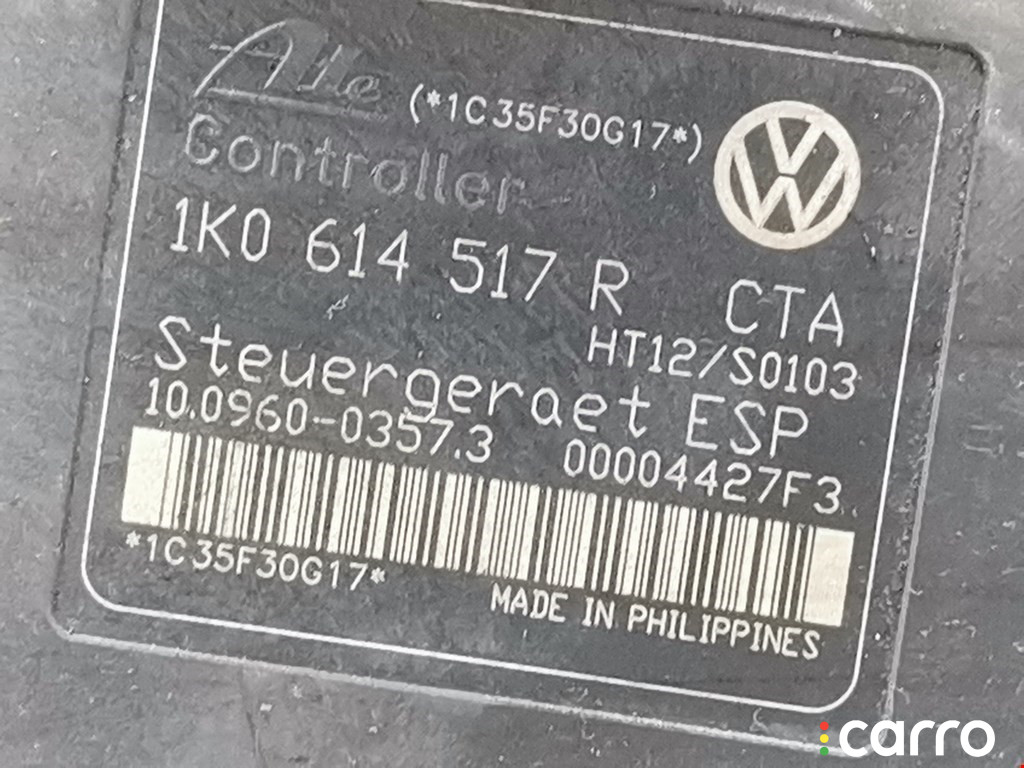 Ate (*1C35F30G17*)
Controller
1K0 614 517 R CTA
HT12/S0103
Steuergeraet ESP
10.0960-0357.3 00004427F3
*1C35F30G17*
MADE IN PHILIPPINES
carro